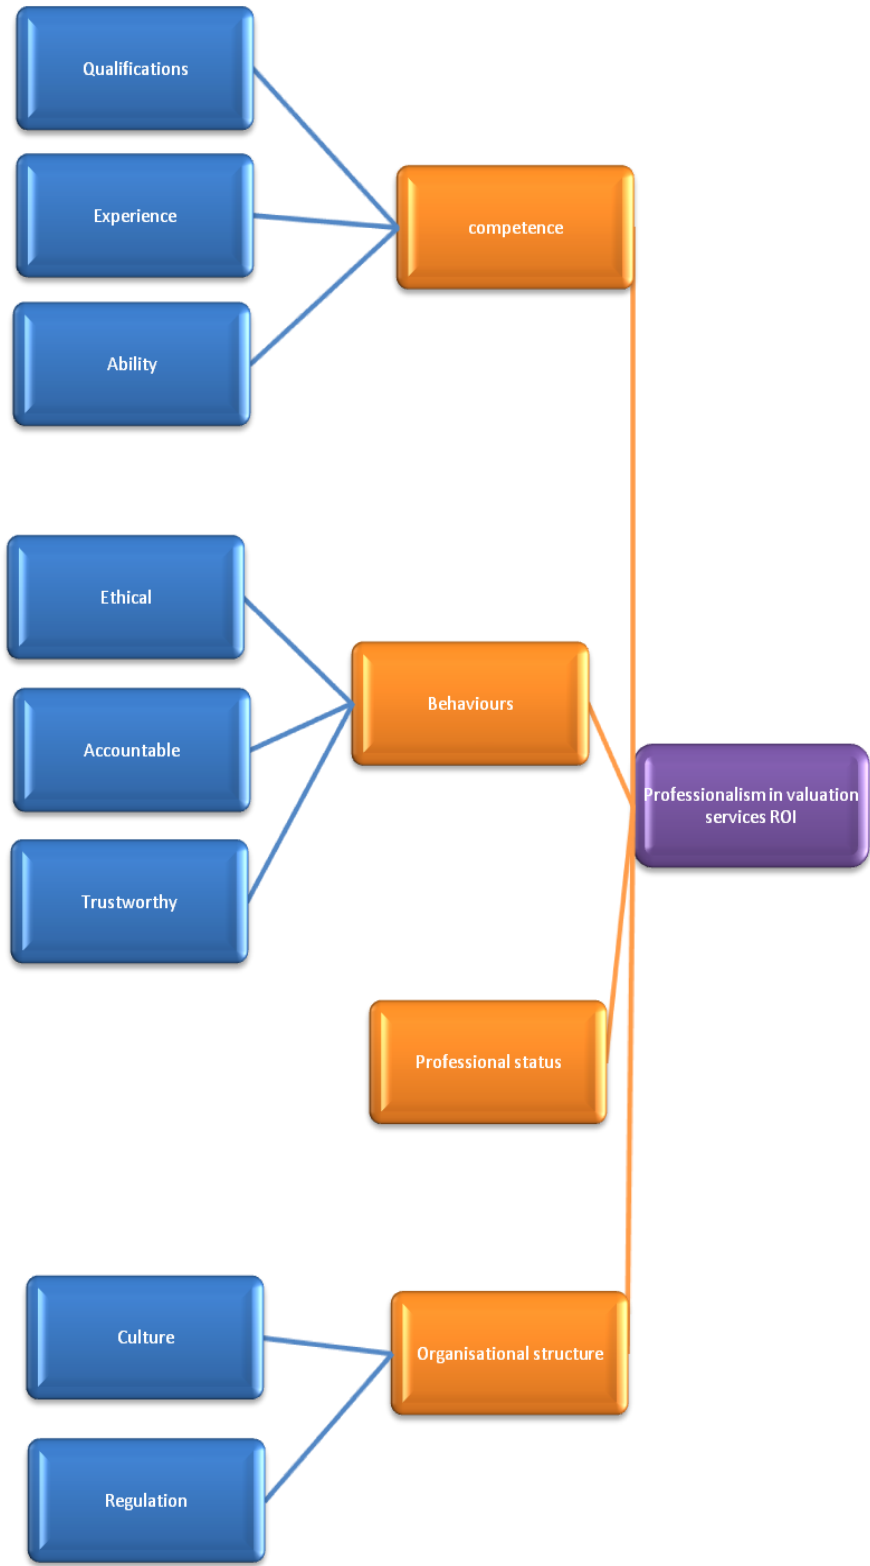 Qualifications
Experience
competence
Ability
Ethical
Behaviours
Accountable
Professionalism in valuation
services ROI
Trustworthy
Professional status
Culture
Organisational structure
Regulation